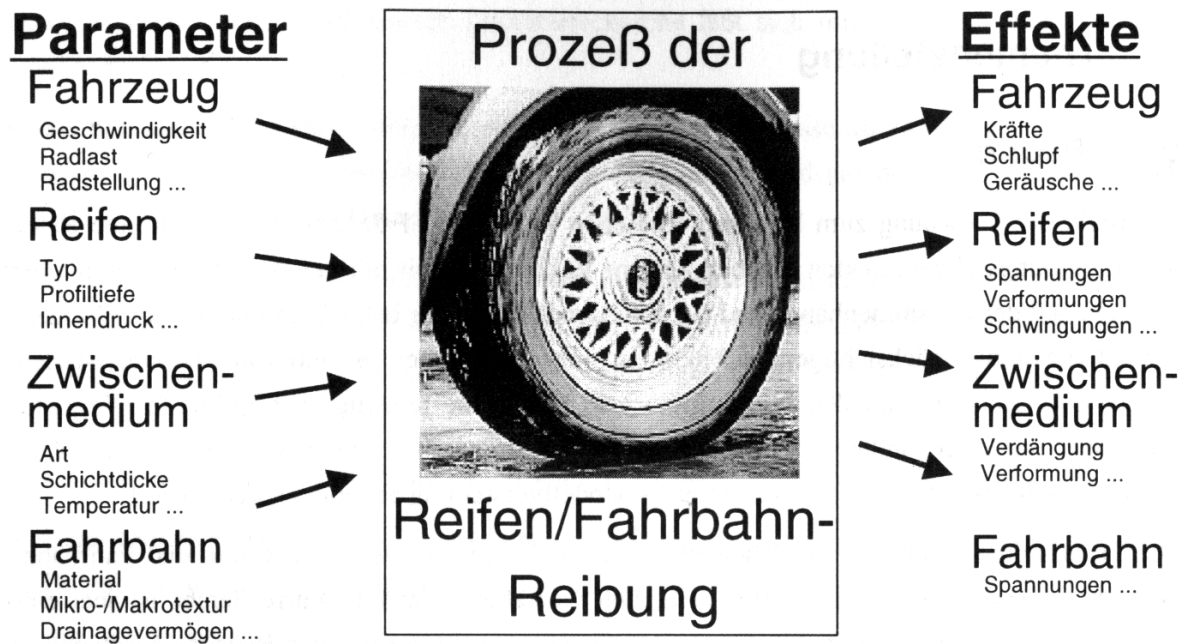 Parameter
Fahrzeug
Geschwindigkeit
Radlast
Radstellung ...
Reifen
Typ
Profiltiefe
Innendruck ...
Zwischen-
medium
Art
Schichtdicke
Temperatur ...
Fahrbahn
Material
Mikro-/Makrotextur
Drainagevermögen ...
Prozeß der
Reifen/Fahrbahn-
Reibung
Effekte
Fahrzeug
Kräfte
Schlupf
Geräusche ...
Reifen
Spannungen
Verformungen
Schwingungen ...
Zwischen-
medium
Verdängung
Verformung ...
Fahrbahn
Spannungen ...